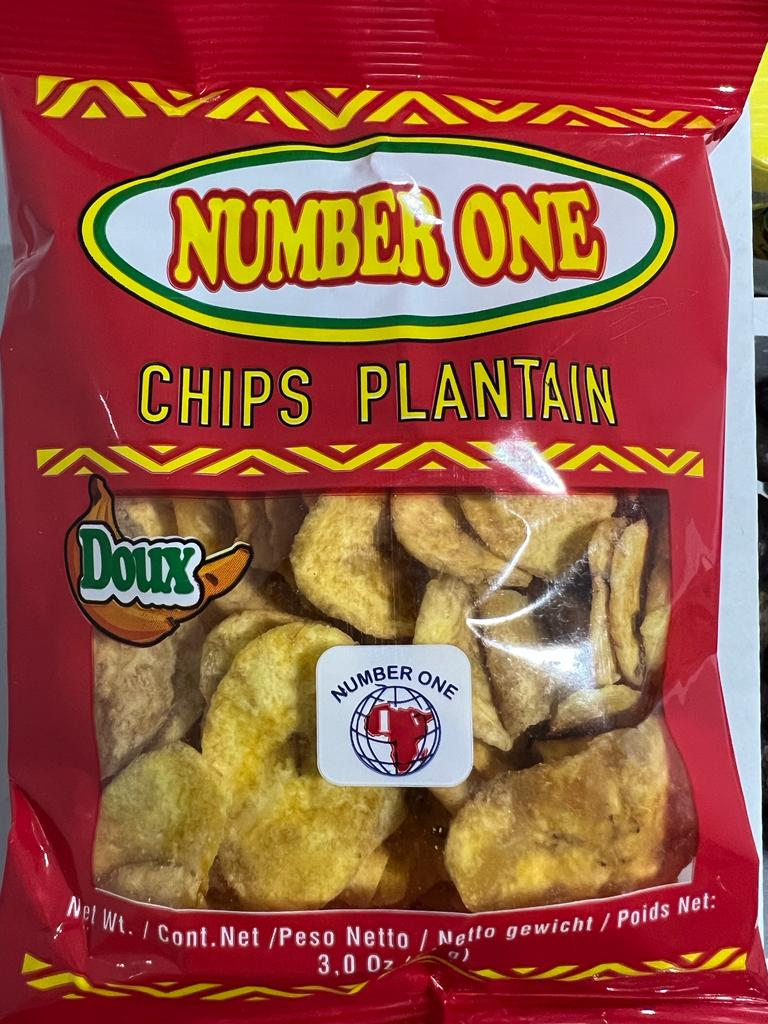 NUMBER ONE
CHIPS PLANTAIN
DOUX
NUMBER ONE
Net Wt. / Cont.Net /Peso Netto / Netto gewicht / Poids Net:
3,0 Oz